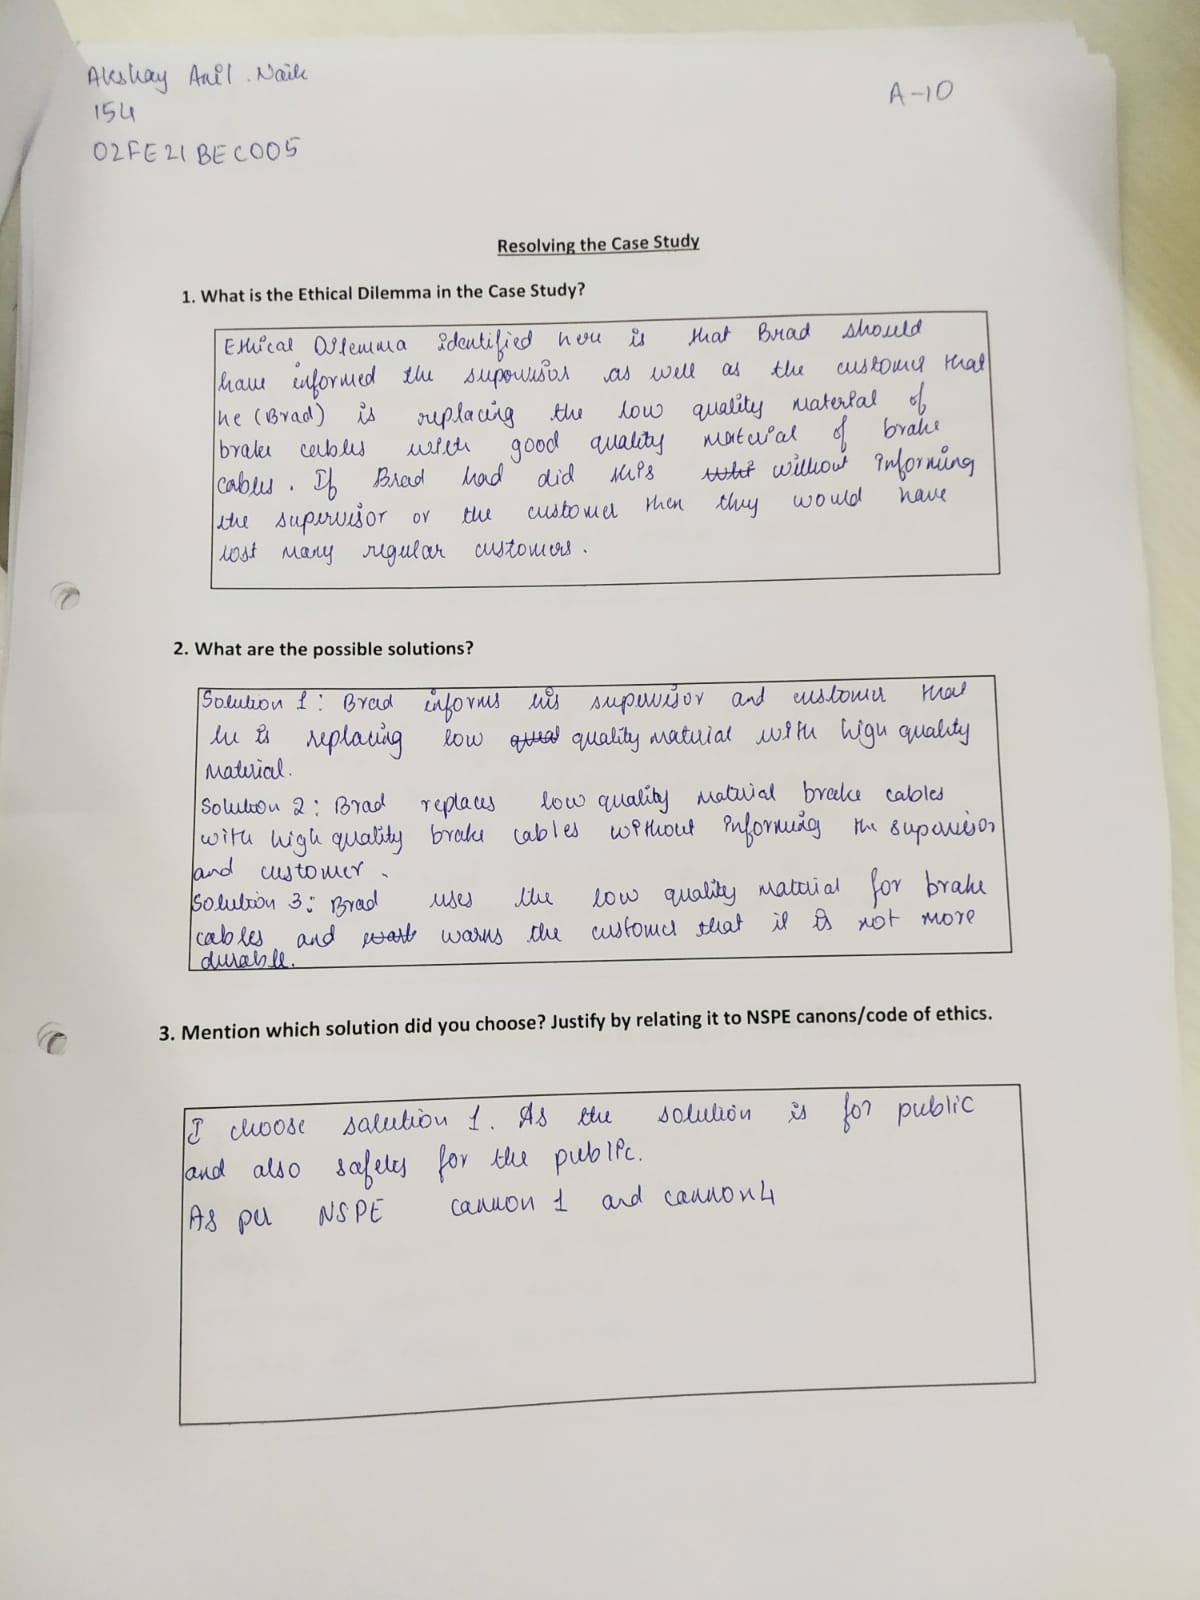 Akshay Anil . Naik
154
02FE21BEC005
A-10
Resolving the Case Study
1. What is the Ethical Dilemma in the Case Study?
Ethical Dilemma identified here is that Brad should
have informed the supervisor as well as the customer that
he (Brad) is replacing the low quality material of
brake cables with good quality material of brake
cables. If Brad had did this without informing
the supervisor or the customer then they would have
lost many regular customers.
2. What are the possible solutions?
Solution 1: Brad informs his supervisor and customer that
he is replacing low quality material with high quality
material.
Solution 2: Brad replaces low quality material brake cables
with high quality brake cables without informing the supervisor
and customer.
Solution 3: Brad uses the low quality material for brake
cables and warns the customer that it is not more
durable.
3. Mention which solution did you choose? Justify by relating it to NSPE canons/code of ethics.
I choose solution 1. As the solution is for public
and also safety for the public.
As per NSPE cannon 1 and cannon 4